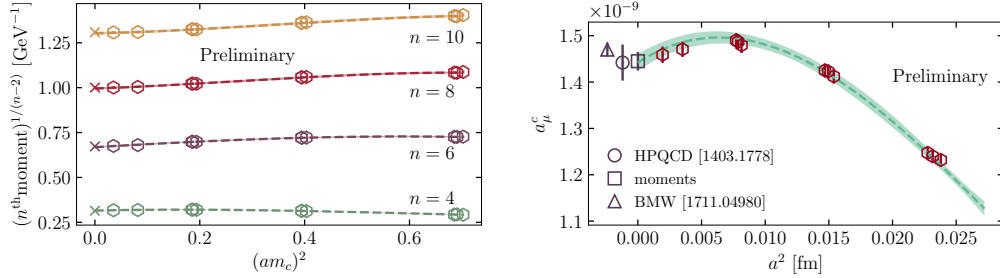 (n^th moment)^1/(n−2) [GeV^−1]
1.25
1.00
0.75
0.50
0.25
Preliminary
n = 10
n = 8
n = 6
n = 4
0.0
0.2
0.4
0.6
(am_c)^2
×10^−9
a_μ^c
1.5
1.4
1.3
1.2
1.1
Preliminary
HPQCD [1403.1778]
moments
BMW [1711.04980]
0.000
0.005
0.010
0.015
0.020
0.025
a^2 [fm]